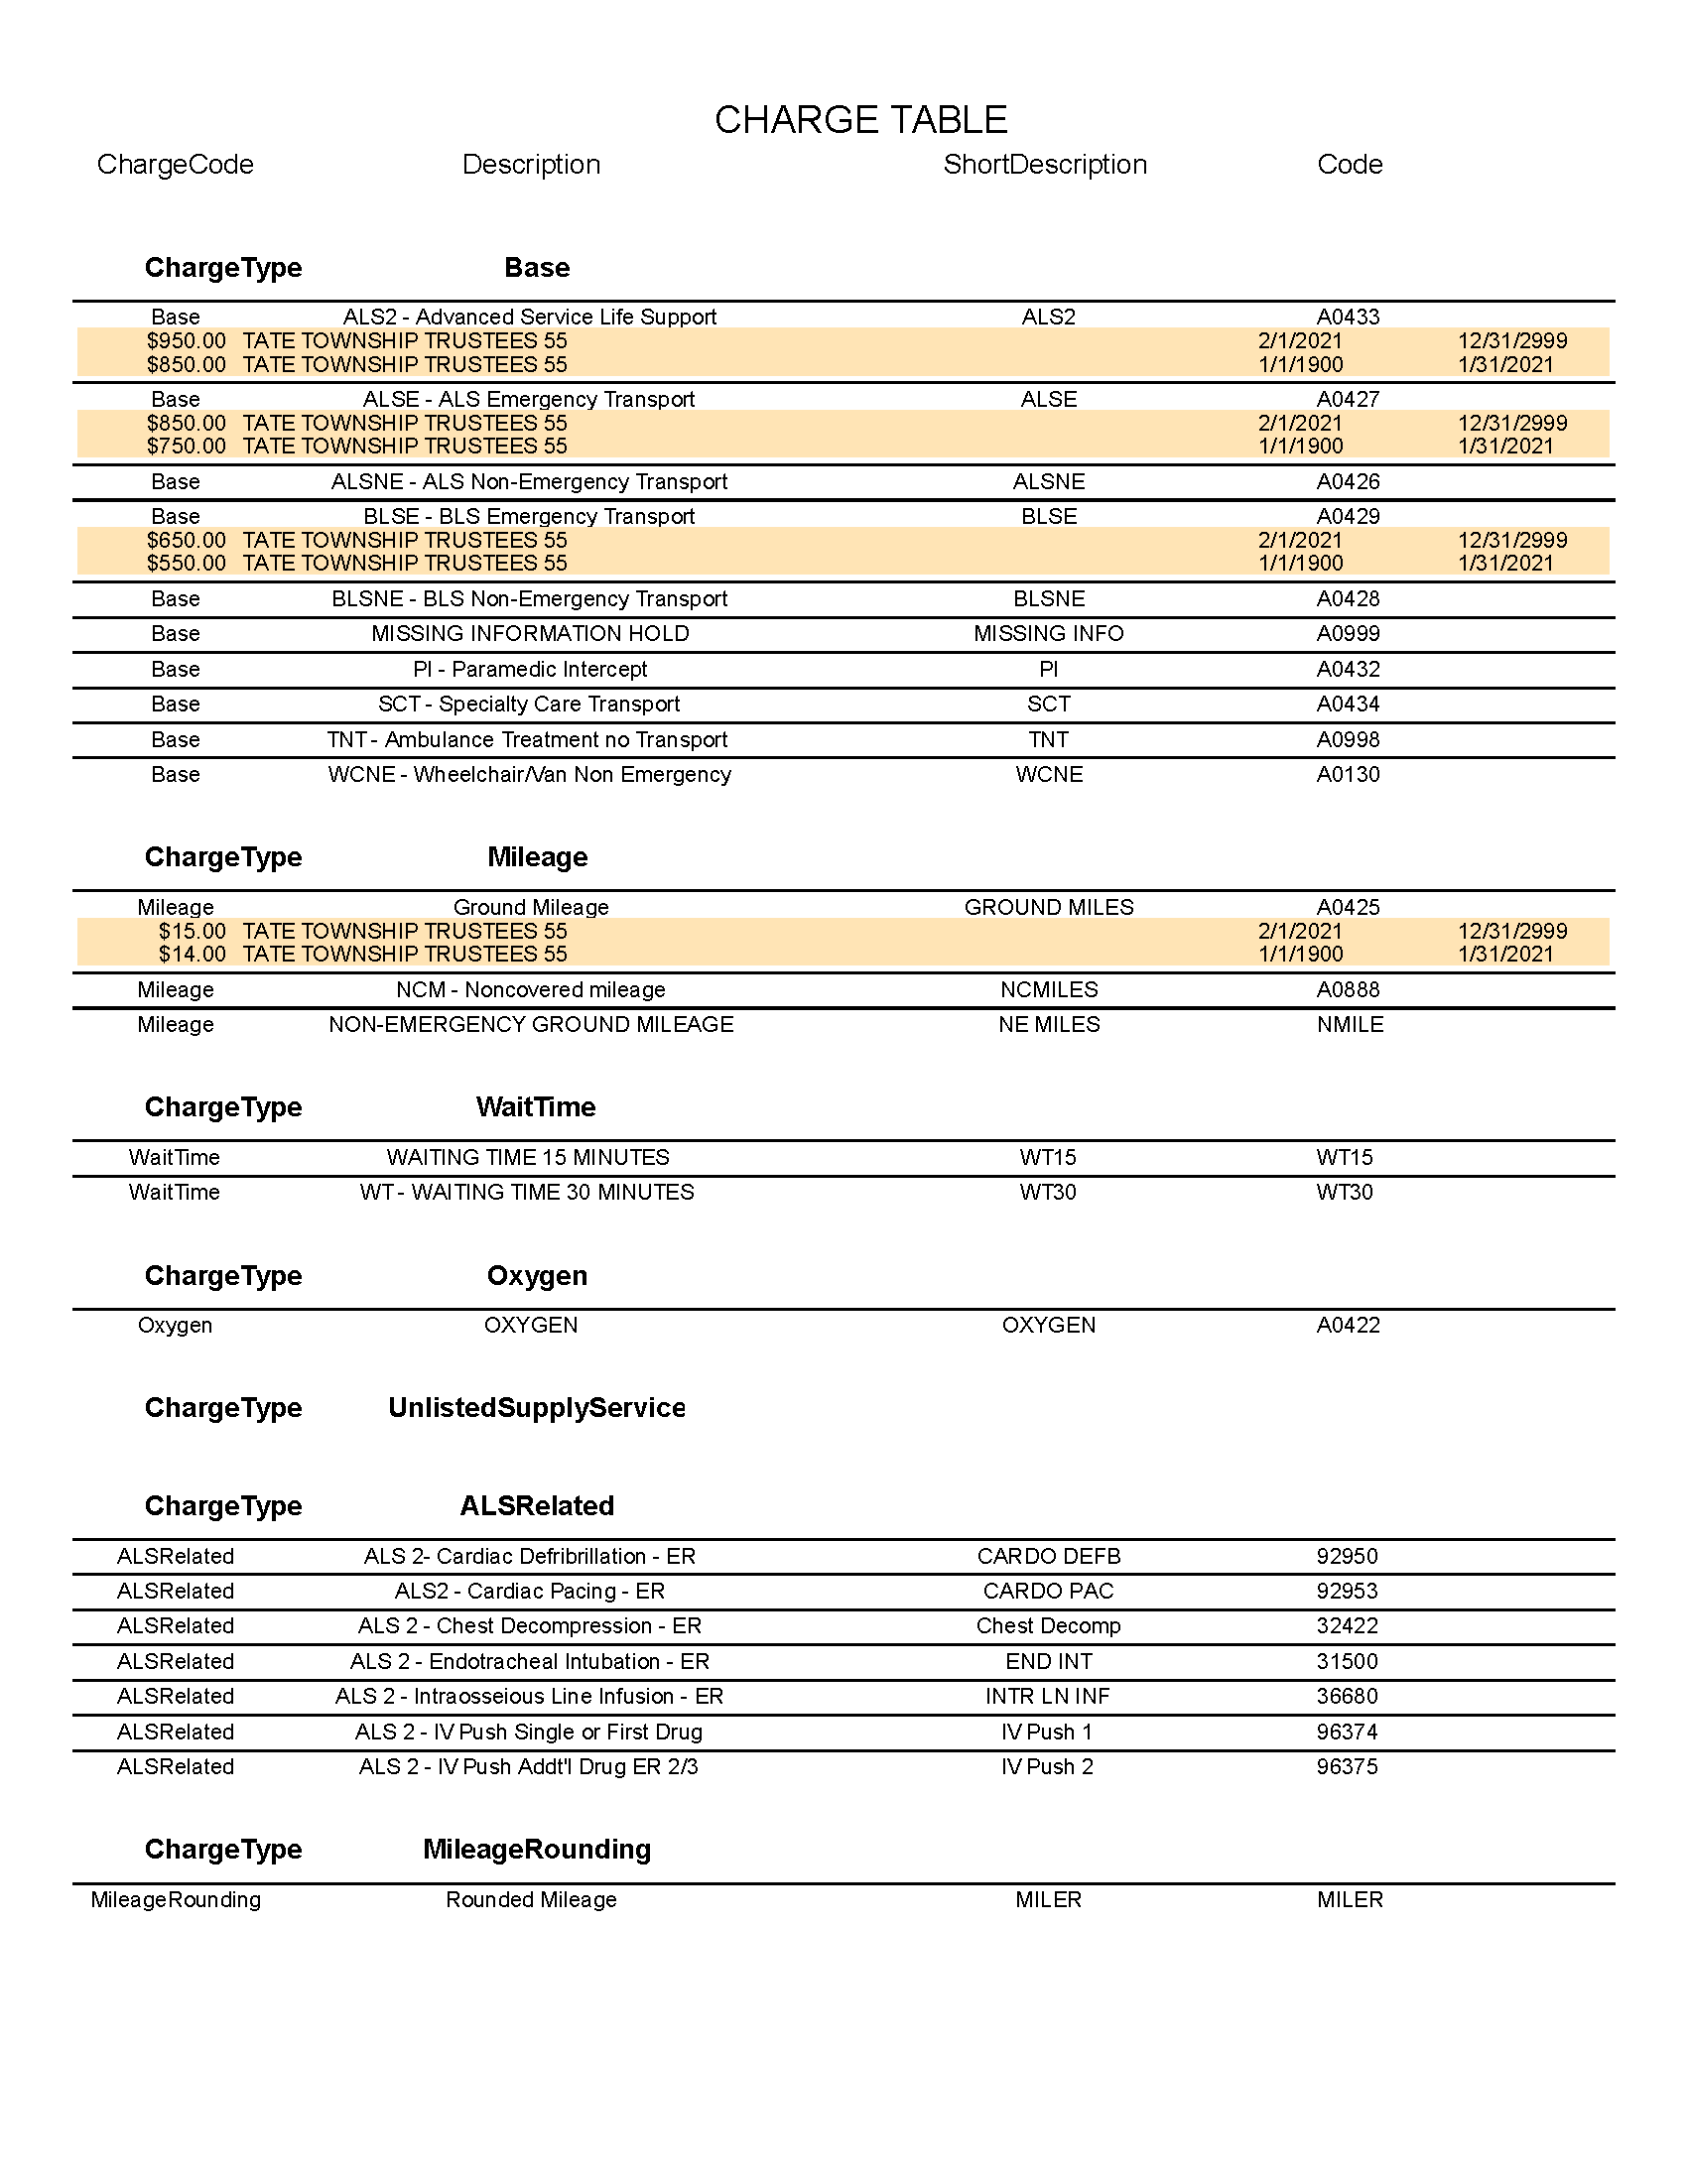 CHARGE TABLE
ChargeCode Description ShortDescription Code
ChargeType Base
Base ALS2 - Advanced Service Life Support ALS2 A0433
$950.00 TATE TOWNSHIP TRUSTEES 55 2/1/2021 12/31/2999
$850.00 TATE TOWNSHIP TRUSTEES 55 1/1/1900 1/31/2021
Base ALSE - ALS Emergency Transport ALSE A0427
$850.00 TATE TOWNSHIP TRUSTEES 55 2/1/2021 12/31/2999
$750.00 TATE TOWNSHIP TRUSTEES 55 1/1/1900 1/31/2021
Base ALSNE - ALS Non-Emergency Transport ALSNE A0426
Base BLSE - BLS Emergency Transport BLSE A0429
$650.00 TATE TOWNSHIP TRUSTEES 55 2/1/2021 12/31/2999
$550.00 TATE TOWNSHIP TRUSTEES 55 1/1/1900 1/31/2021
Base BLSNE - BLS Non-Emergency Transport BLSNE A0428
Base MISSING INFORMATION HOLD MISSING INFO A0999
Base PI - Paramedic Intercept PI A0432
Base SCT - Specialty Care Transport SCT A0434
Base TNT - Ambulance Treatment no Transport TNT A0998
Base WCNE - Wheelchair/Van Non Emergency WCNE A0130
ChargeType Mileage
Mileage Ground Mileage GROUND MILES A0425
$15.00 TATE TOWNSHIP TRUSTEES 55 2/1/2021 12/31/2999
$14.00 TATE TOWNSHIP TRUSTEES 55 1/1/1900 1/31/2021
Mileage NCM - Noncovered mileage NCMILES A0888
Mileage NON-EMERGENCY GROUND MILEAGE NE MILES NMILE
ChargeType WaitTime
WaitTime WAITING TIME 15 MINUTES WT15 WT15
WaitTime WT - WAITING TIME 30 MINUTES WT30 WT30
ChargeType Oxygen
Oxygen OXYGEN OXYGEN A0422
ChargeType UnlistedSupplyService
ChargeType ALSRelated
ALSRelated ALS 2- Cardiac Defribrillation - ER CARDO DEFB 92950
ALSRelated ALS2 - Cardiac Pacing - ER CARDO PAC 92953
ALSRelated ALS 2 - Chest Decompression - ER Chest Decomp 32422
ALSRelated ALS 2 - Endotracheal Intubation - ER END INT 31500
ALSRelated ALS 2 - Intraosseious Line Infusion - ER INTR LN INF 36680
ALSRelated ALS 2 - IV Push Single or First Drug IV Push 1 96374
ALSRelated ALS 2 - IV Push Addt'l Drug ER 2/3 IV Push 2 96375
ChargeType MileageRounding
MileageRounding Rounded Mileage MILER MILER